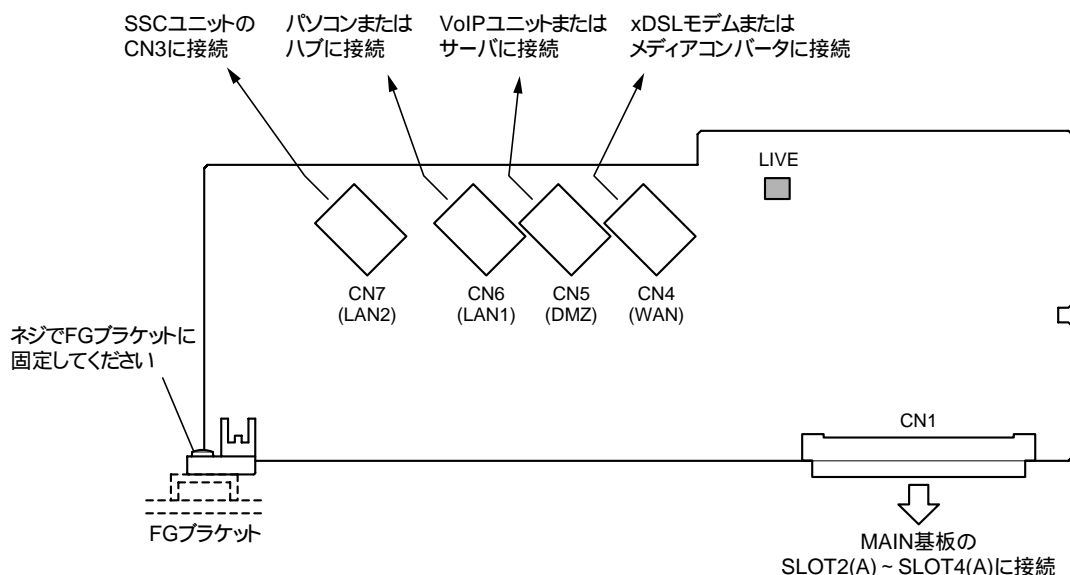 SSCユニットの
CN3に接続
パソコンまたは
ハブに接続
VoIPユニットまたは
サーバに接続
xDSLモデムまたは
メディアコンバータに接続
LIVE
CN7
(LAN2)
CN6
(LAN1)
CN5
(DMZ)
CN4
(WAN)
ネジでFGブラケットに
固定してください
CN1
FGブラケット
MAIN基板の
SLOT2(A) ~ SLOT4(A)に接続